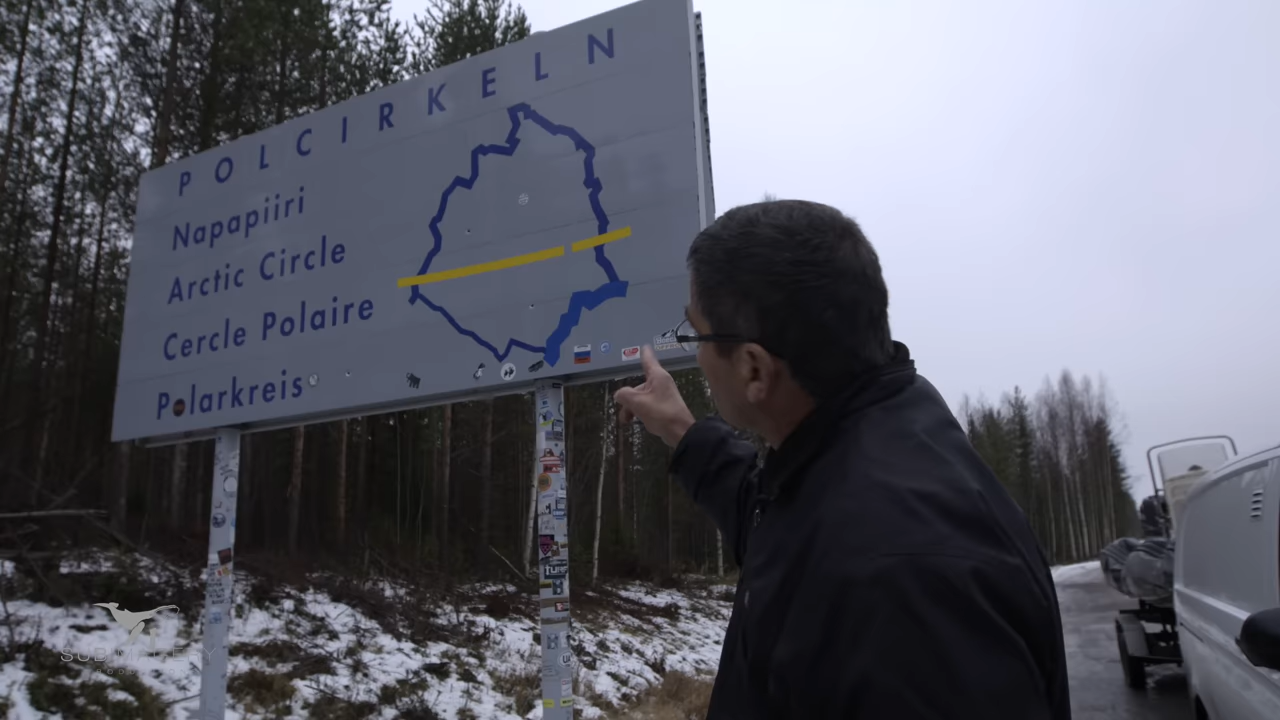 POLCIRKELN
Napapiiri
Arctic Circle
Cercle Polaire
Polarkreis